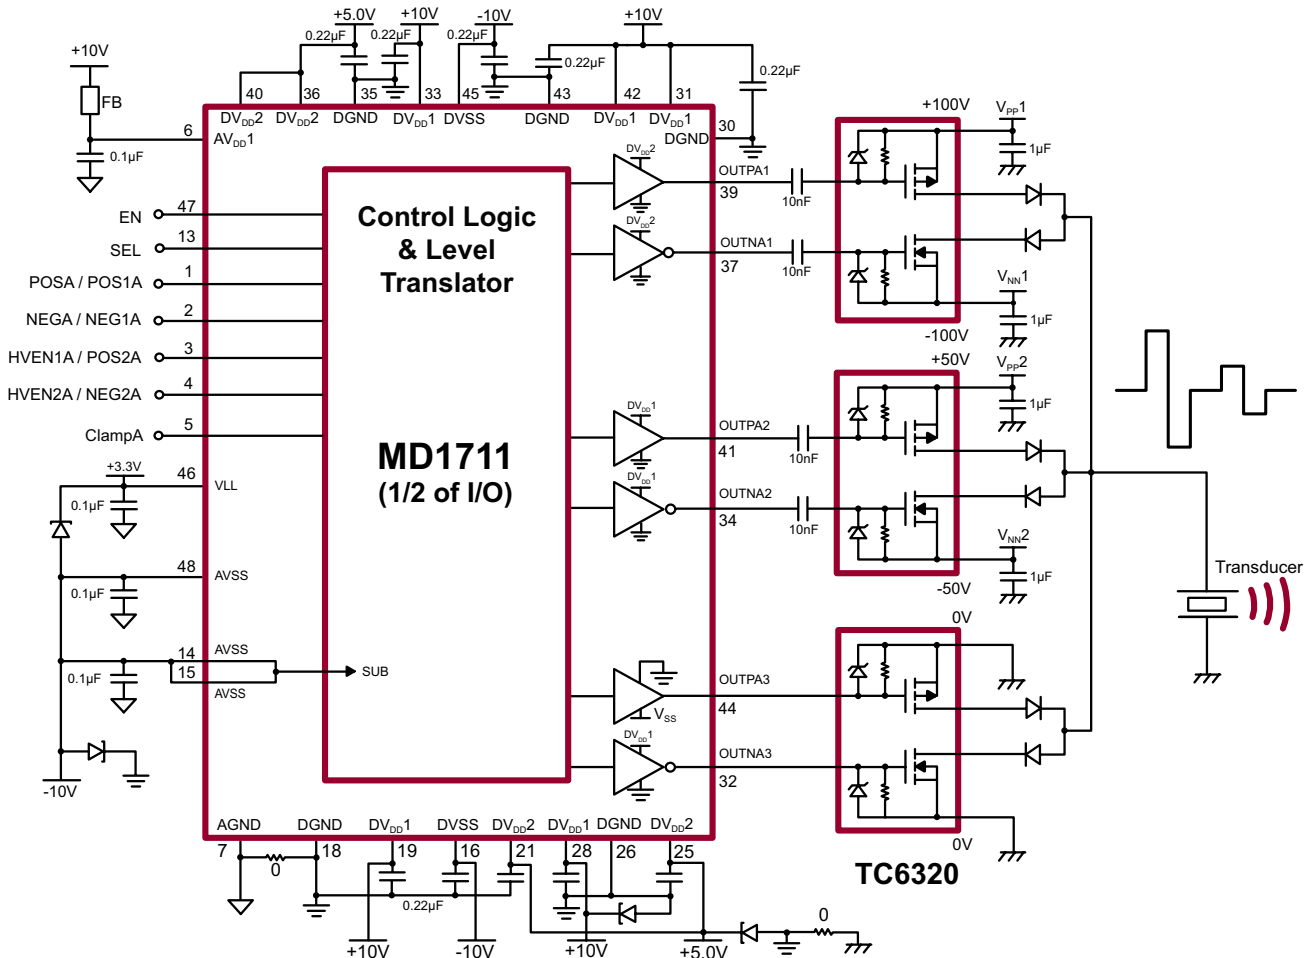 +5.0V
+10V
-10V
+10V
0.22µF
0.22µF
0.22µF
0.22µF
0.22µF
+10V
FB
40
36
35
33
45
43
42
31
DVDD2
DVDD2
DGND
DVDD1
DVSS
DGND
DVDD1
DVDD1
30
DGND
6
AVDD1
0.1µF
47
EN
13
SEL
1
POSA / POS1A
2
NEGA / NEG1A
3
HVEN1A / POS2A
4
HVEN2A / NEG2A
5
ClampA
+3.3V
46
VLL
0.1µF
48
AVSS
0.1µF
14
AVSS
15
AVSS
0.1µF
SUB
-10V
Control Logic
& Level
Translator
MD1711
(1/2 of I/O)
DVDD2
OUTPA1
39
10nF
DVDD2
OUTNA1
37
10nF
+100V
VPP1
1µF
VNN1
1µF
-100V
DVDD1
OUTPA2
41
10nF
DVDD1
OUTNA2
34
10nF
+50V
VPP2
1µF
VNN2
1µF
-50V
Transducer
0V
VSS
OUTPA3
44
DVDD1
OUTNA3
32
0V
TC6320
AGND
DGND
DVDD1
DVSS
DVDD2
DVDD1
DGND
DVDD2
7
18
19
16
21
28
26
25
0
0.22µF
0
+10V
-10V
+10V
+5.0V